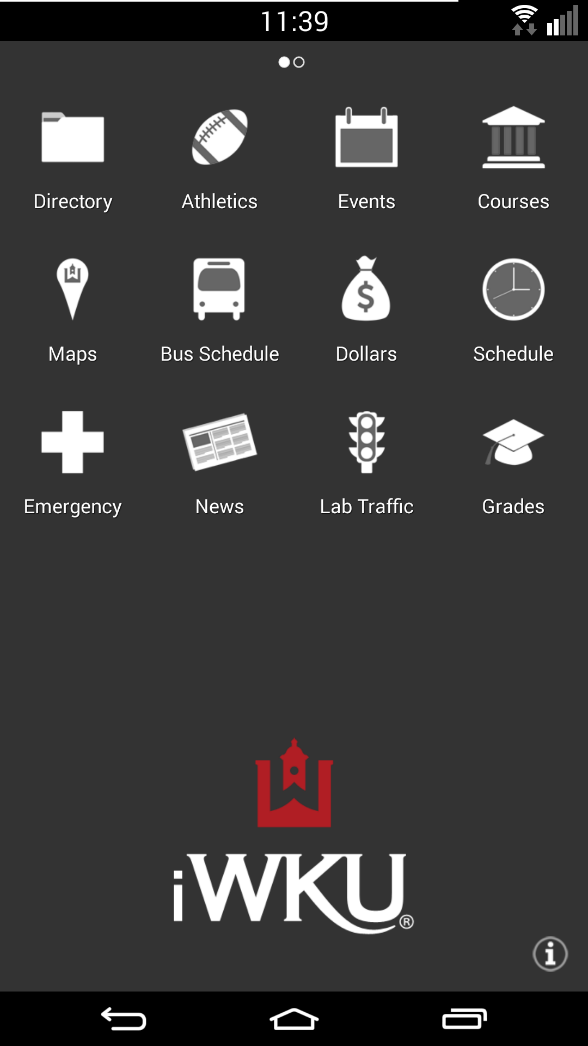 11:39
Directory
Athletics
Events
Courses
Maps
Bus Schedule
$
Dollars
Schedule
Emergency
News
Lab Traffic
Grades
iWKU®
i